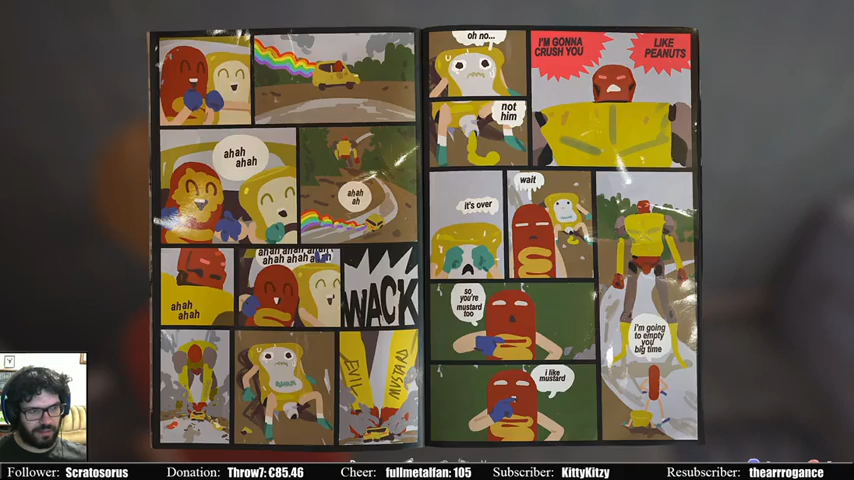 ahah
ahah
ahah
ah
ahah
ahah
ahah ahah ahah
ahah ahah
WACK
EVIL
MUSTARD
oh no...
not
him
I'M GONNA
CRUSH YOU
LIKE
PEANUTS
it's over
wait
so
you're
mustard
too
i like
mustard
i'm going
to empty
you
big time
Follower: Scratosorus
Donation: Throw7: €85.46
Cheer: fullmetalfan: 105
Subscriber: KittyKitzy
Resubscriber: thearrrogance